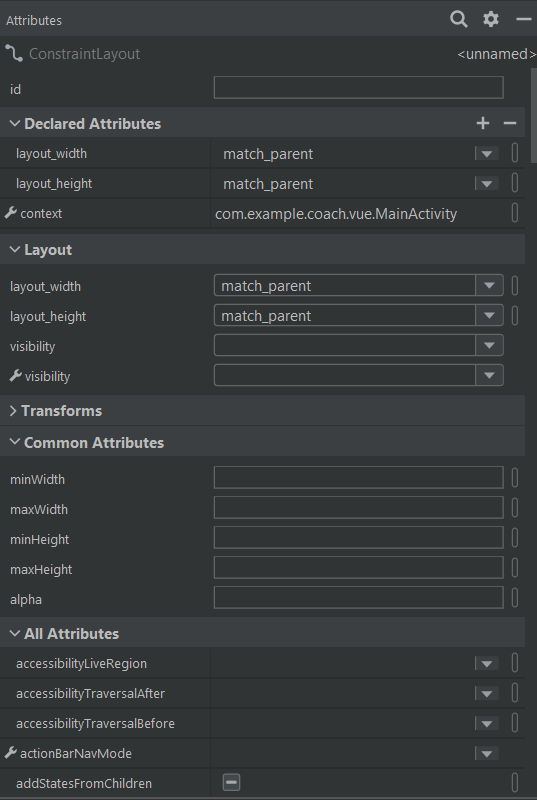 Attributes
ConstraintLayout <unnamed>
id
Declared Attributes
layout_width match_parent
layout_height match_parent
context com.example.coach.vue.MainActivity
Layout
layout_width match_parent
layout_height match_parent
visibility
visibility
Transforms
Common Attributes
minWidth
maxWidth
minHeight
maxHeight
alpha
All Attributes
accessibilityLiveRegion
accessibilityTraversalAfter
accessibilityTraversalBefore
actionBarNavMode
addStatesFromChildren